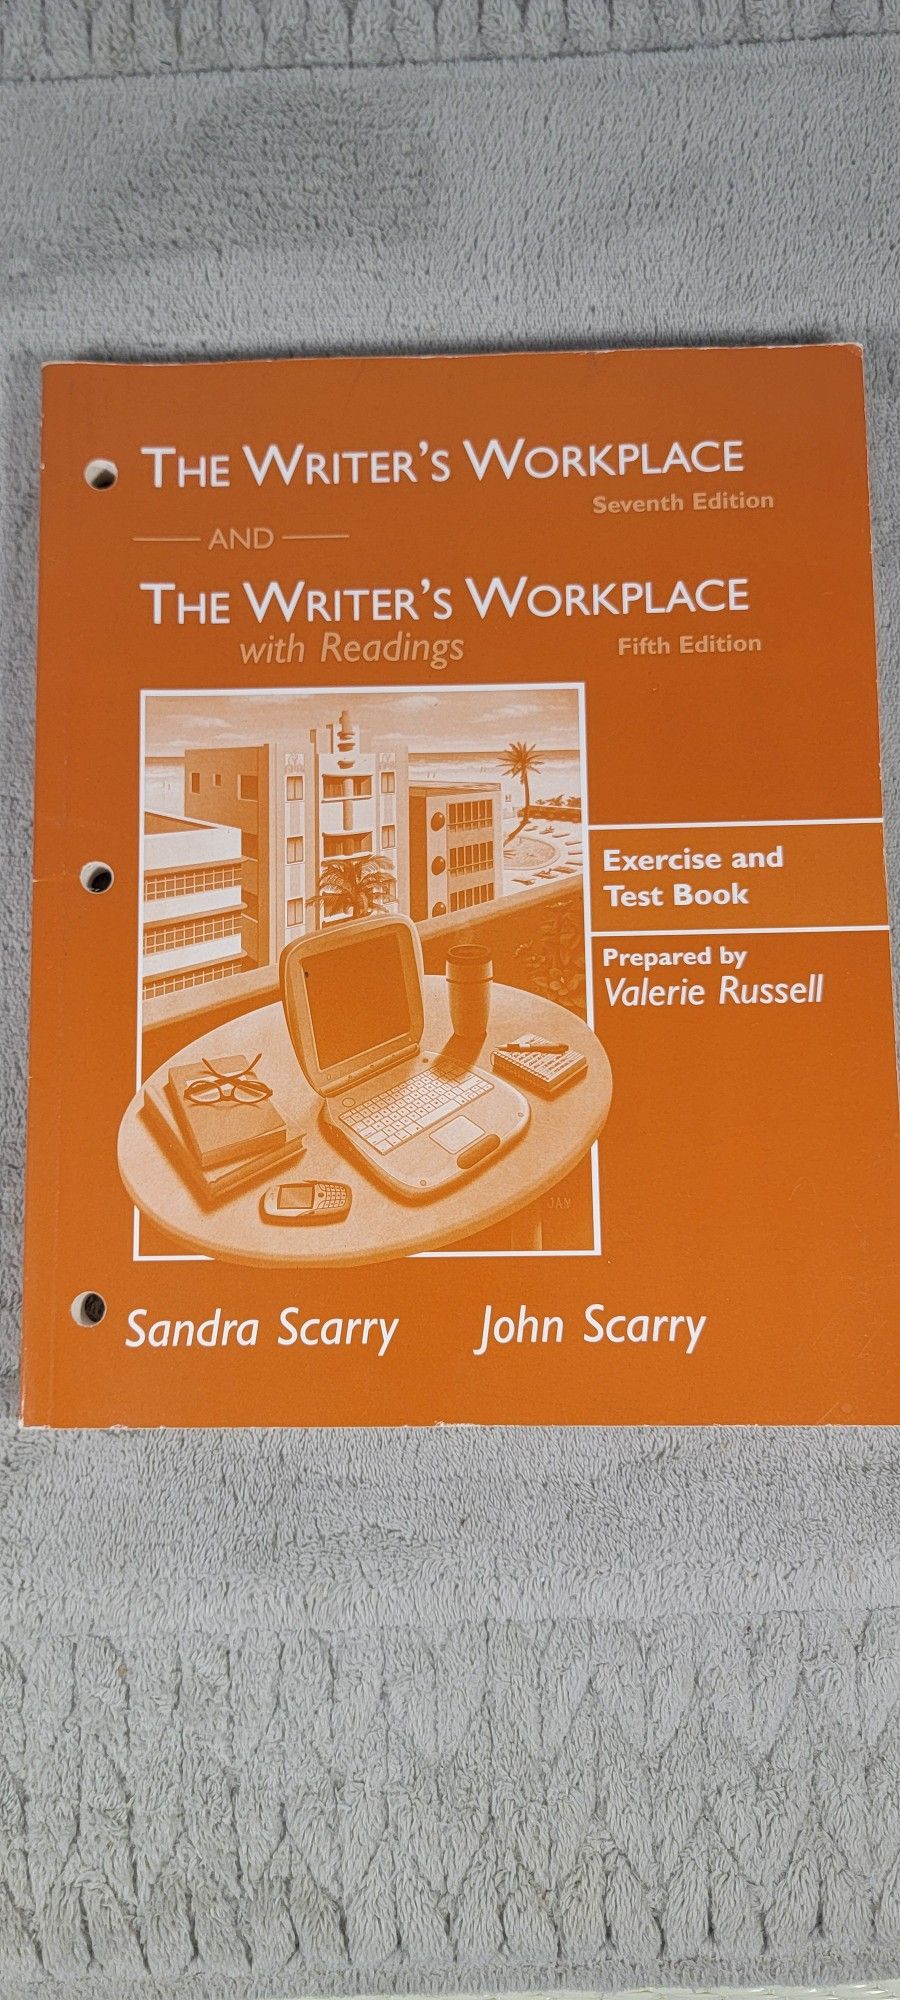 THE WRITER'S WORKPLACE
Seventh Edition
AND
THE WRITER'S WORKPLACE
with Readings
Fifth Edition
Exercise and
Test Book
Prepared by
Valerie Russell
JAN
Sandra Scarry
John Scarry